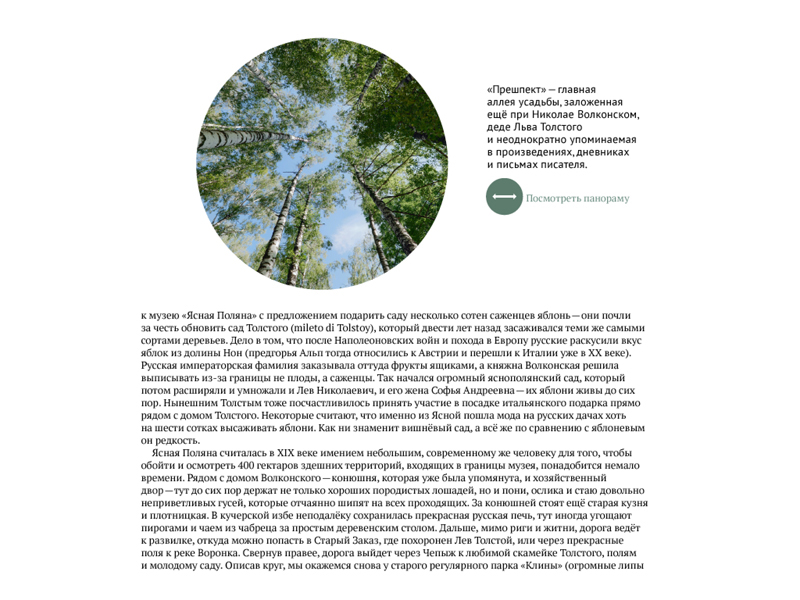 «Прешпект» — главная
аллея усадьбы, заложенная
ещё при Николае Волконском,
деде Льва Толстого
и неоднократно упоминаемая
в произведениях, дневниках
и письмах писателя.
Посмотреть панораму
к музею «Ясная Поляна» с предложением подарить саду несколько сотен саженцев яблонь — они почли
за честь обновить сад Толстого (mileto di Tolstoy), который двести лет назад засаживался теми же самыми
сортами деревьев. Дело в том, что после Наполеоновских войн и похода в Европу русские раскусили вкус
яблок из долины Нон (предгорья Альп тогда относились к Австрии и перешли к Италии уже в XX веке).
Русская императорская фамилия заказывала оттуда фрукты ящиками, а княжна Волконская решила
выписывать из-за границы не плоды, а саженцы. Так начался огромный яснополянский сад, который
потом расширяли и умножали и Лев Николаевич, и его жена Софья Андреевна — их яблони живы до сих
пор. Нынешним Толстым тоже посчастливилось принять участие в посадке итальянского подарка прямо
рядом с домом Толстого. Некоторые считают, что именно из Ясной пошла мода на русских дачах хоть
на шести сотках высаживать яблони. Как ни знаменит вишнёвый сад, а всё же по сравнению с яблоневым
он редкость.
Ясная Поляна считалась в XIX веке имением небольшим, современному же человеку для того, чтобы
обойти и осмотреть 400 гектаров здешних территорий, входящих в границы музея, понадобится немало
времени. Рядом с домом Волконского — конюшня, которая уже была упомянута, и хозяйственный
двор — тут до сих пор держат не только хороших породистых лошадей, но и пони, ослика и стаю довольно
неприветливых гусей, которые отчаянно шипят на всех проходящих. За конюшней стоят ещё старая кузня
и плотницкая. В кучерской избе неподалёку сохранилась прекрасная русская печь, тут иногда угощают
пирогами и чаем из чабреца за простым деревенским столом. Дальше, мимо риги и житни, дорога ведёт
к развилке, откуда можно попасть в Старый Заказ, где похоронен Лев Толстой, или через прекрасные
поля к реке Воронка. Свернув правее, дорога выйдет через Чепыж к любимой скамейке Толстого, полям
и молодому саду. Описав круг, мы окажемся снова у старого регулярного парка «Клины» (огромные липы